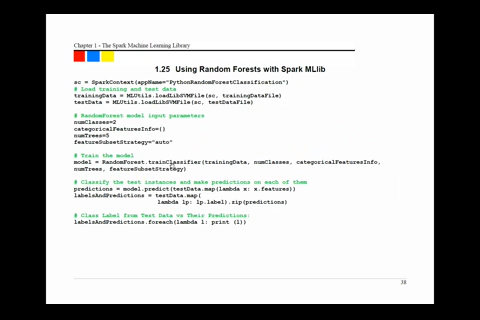 Chapter 1 - The Spark Machine Learning Library
1.25 Using Random Forests with Spark MLlib
sc = SparkContext(appName="PythonRandomForestClassification")
# Load training and test data
trainingData = MLUtils.loadLibSVMFile(sc, trainingDataFile)
testData = MLUtils.loadLibSVMFile(sc, testDataFile)
# RandomForest model input parameters
numClasses=2
categoricalFeaturesInfo={}
numTrees=5
featureSubsetStrategy="auto"
# Train the model
model = RandomForest.trainClassifier(trainingData, numClasses, categoricalFeaturesInfo,
numTrees, featureSubsetStrategy)
# Classify the test instances and make predictions on each of them
predictions = model.predict(testData.map(lambda x: x.features))
labelsAndPredictions = testData.map(
lambda lp: lp.label).zip(predictions)
# Class Label from Test Data vs Their Predictions:
labelsAndPredictions.foreach(lambda l: print (l))
38